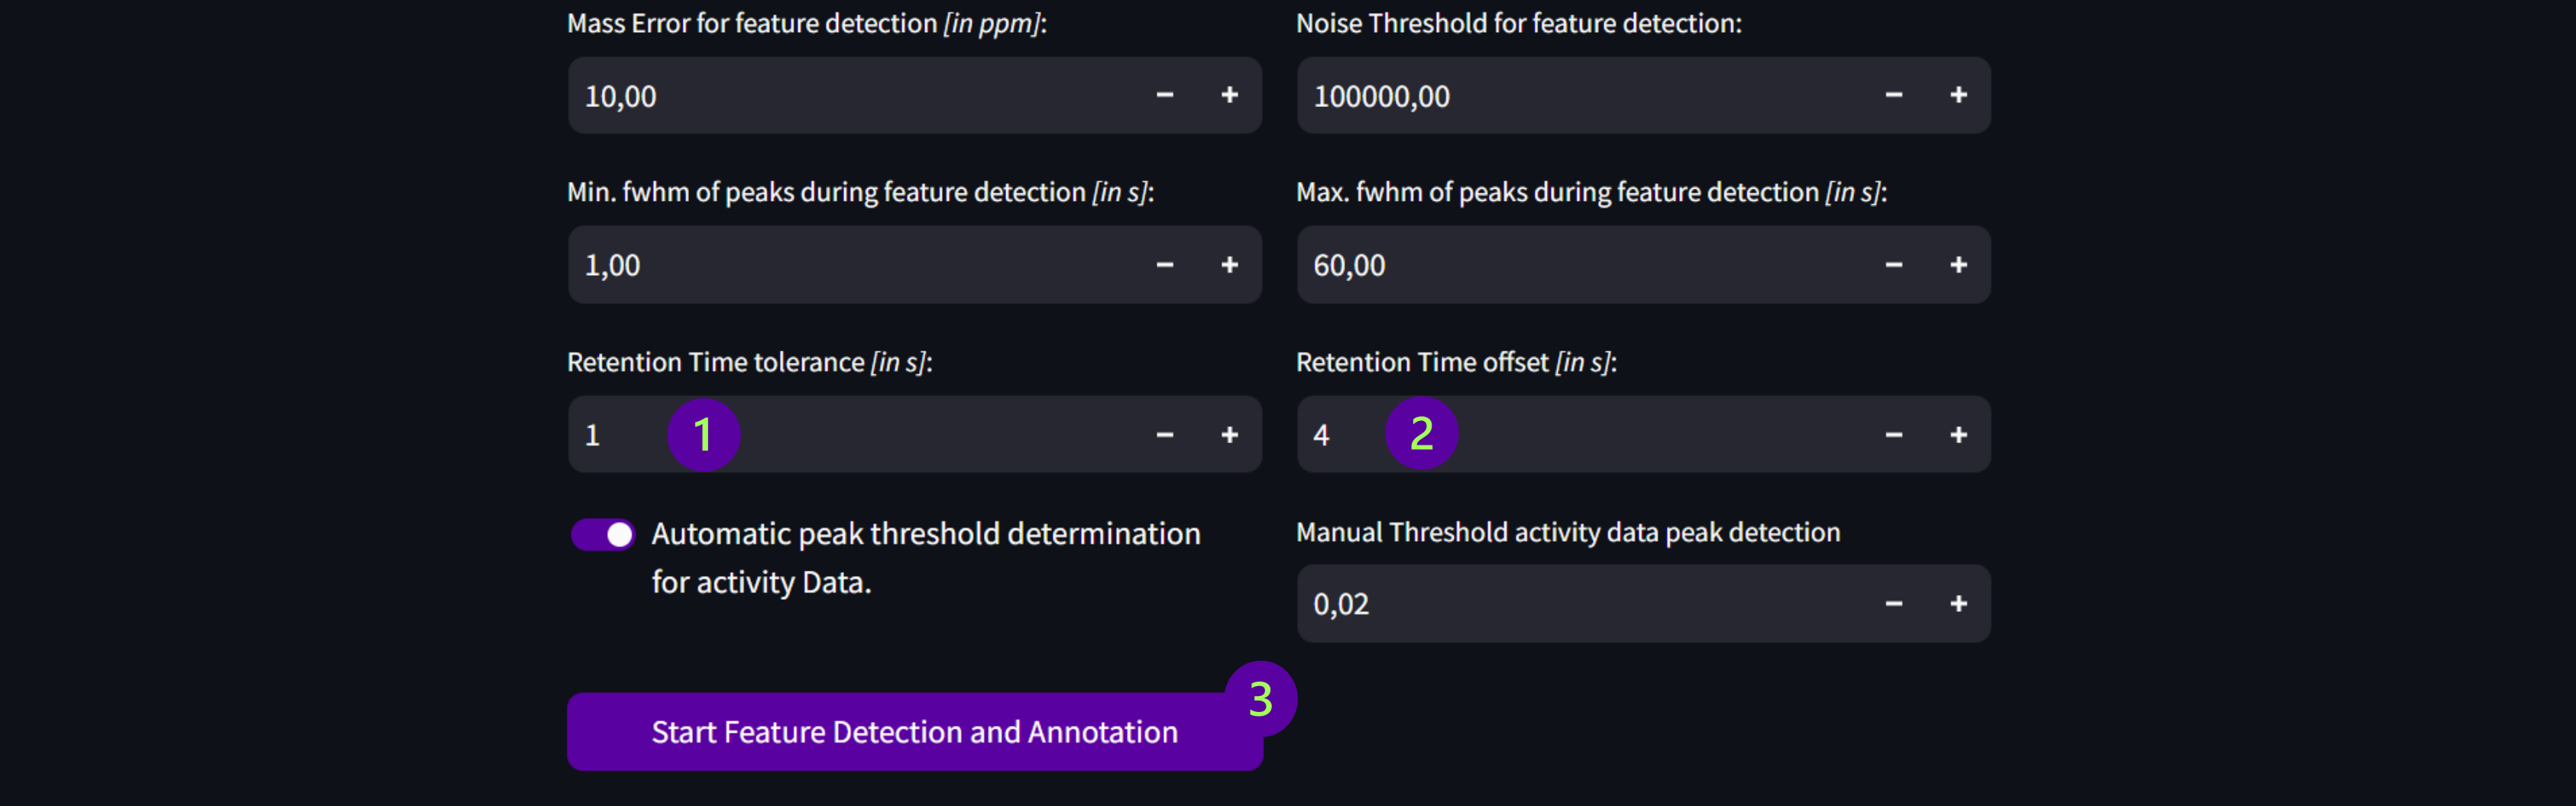 Mass Error for feature detection [in ppm]:
10,00
Noise Threshold for feature detection:
100000,00
Min. fwhm of peaks during feature detection [in s]:
1,00
Max. fwhm of peaks during feature detection [in s]:
60,00
Retention Time tolerance [in s]:
1
1
Retention Time offset [in s]:
4
2
Automatic peak threshold determination
for activity Data.
Manual Threshold activity data peak detection
0,02
Start Feature Detection and Annotation
3